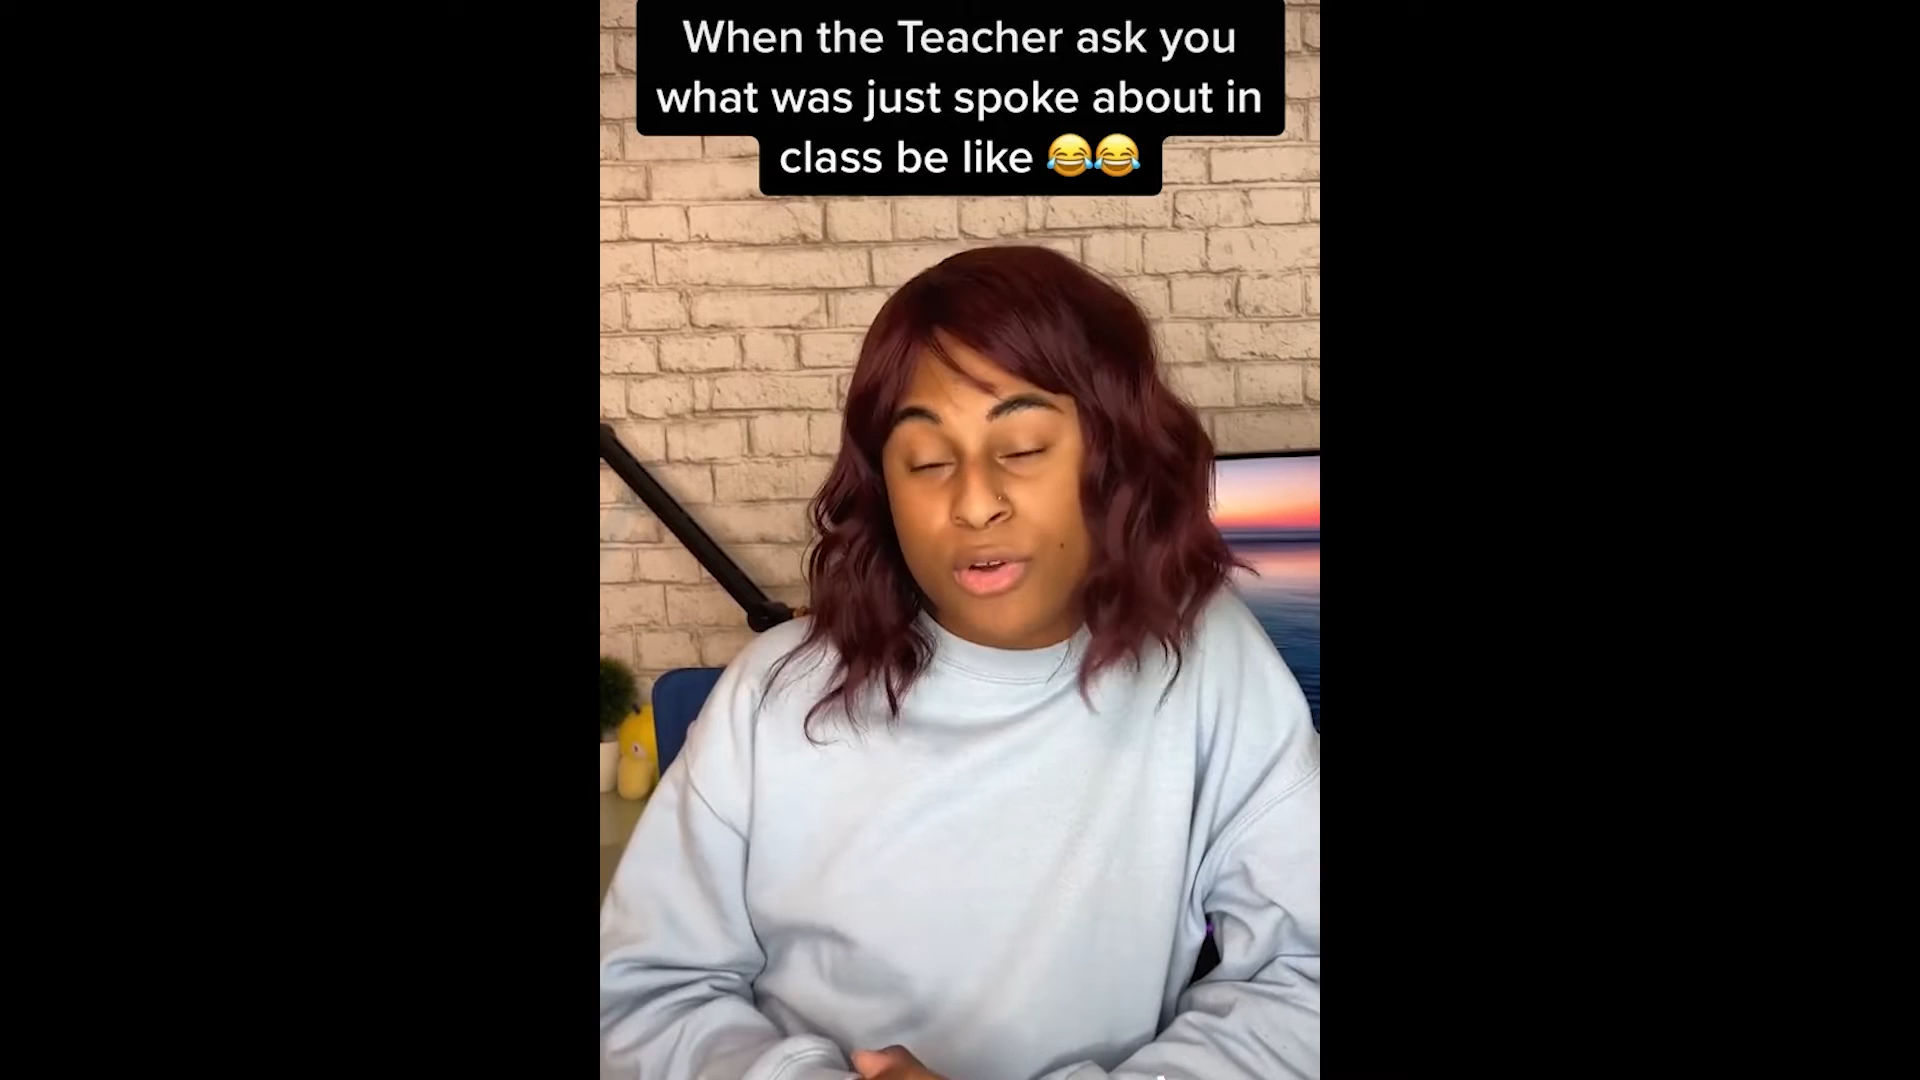 When the Teacher ask you
what was just spoke about in
class be like 😂😂